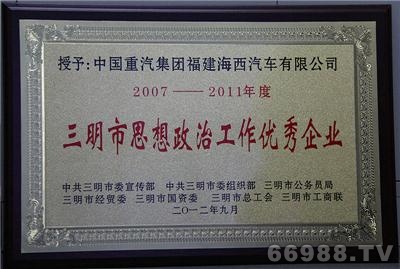 授予:中国重汽集团福建海西汽车有限公司
2007——2011年度
三明市思想政治工作优秀企业
中共三明市委宣传部 中共三明市委组织部 三明市公务员局
三明市经贸委 三明市国资委 三明市总工会 三明市工商联
二〇一二年九月
66988.TV